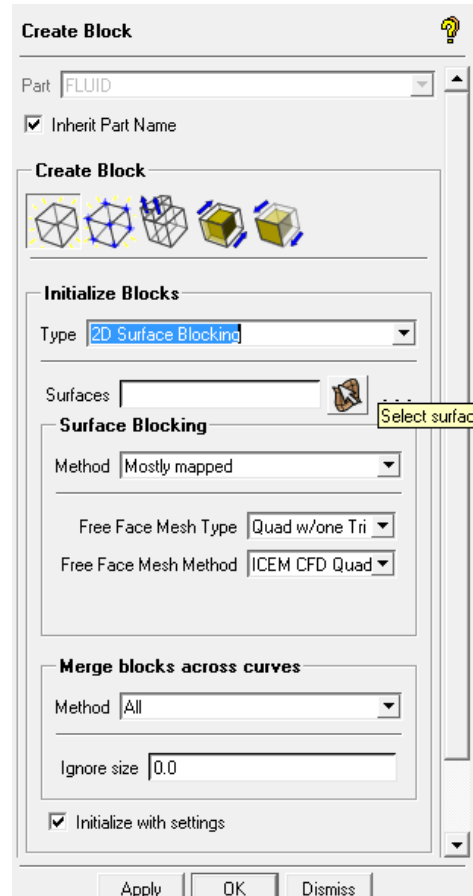 Create Block
Part FLUID
Inherit Part Name
Create Block
Initialize Blocks
Type 2D Surface Blocking
Surfaces ...
Select surfac
Surface Blocking
Method Mostly mapped
Free Face Mesh Type Quad w/one Tri
Free Face Mesh Method ICEM CFD Quad
Merge blocks across curves
Method All
Ignore size 0.0
Initialize with settings
Apply OK Dismiss